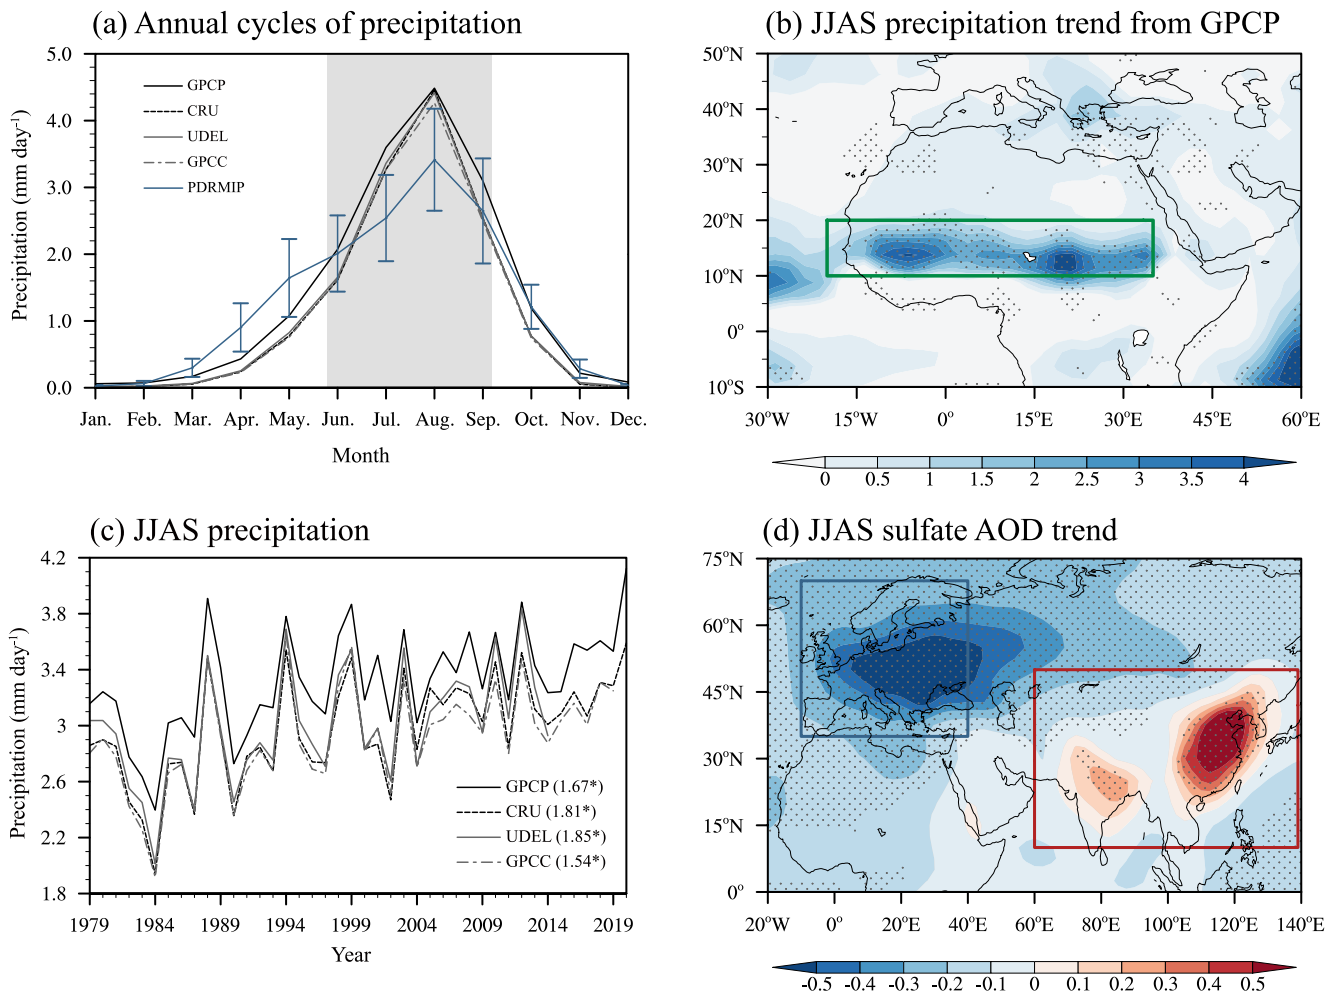 (a) Annual cycles of precipitation
5.0
4.0
3.0
2.0
1.0
0.0
Precipitation (mm day⁻¹)
GPCP
CRU
UDEL
GPCC
PDRMIP
Jan. Feb. Mar. Apr. May. Jun. Jul. Aug. Sep. Oct. Nov. Dec.
Month
(b) JJAS precipitation trend from GPCP
50°N
40°N
30°N
20°N
10°N
0°
10°S
30°W 15°W 0° 15°E 30°E 45°E 60°E
0 0.5 1 1.5 2 2.5 3 3.5 4
(c) JJAS precipitation
4.2
3.8
3.4
3
2.6
2.2
1.8
Precipitation (mm day⁻¹)
GPCP (1.67*)
CRU (1.81*)
UDEL (1.85*)
GPCC (1.54*)
1979 1984 1989 1994 1999 2004 2009 2014 2019
Year
(d) JJAS sulfate AOD trend
75°N
60°N
45°N
30°N
15°N
0°
20°W 0° 20°E 40°E 60°E 80°E 100°E 120°E 140°E
-0.5 -0.4 -0.3 -0.2 -0.1 0 0.1 0.2 0.3 0.4 0.5